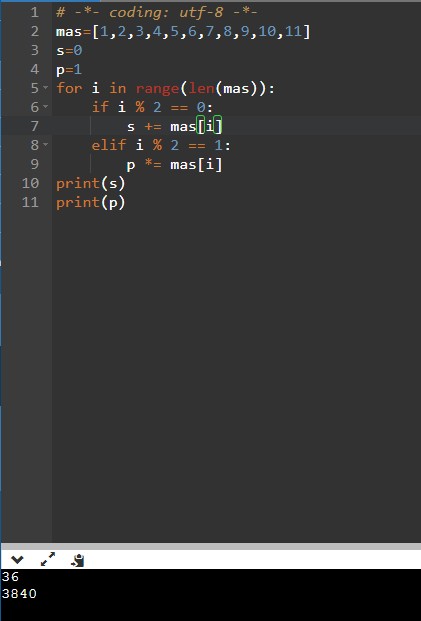 1 # -*- coding: utf-8 -*-
2 mas=[1,2,3,4,5,6,7,8,9,10,11]
3 s=0
4 p=1
5 for i in range(len(mas)):
6     if i % 2 == 0:
7         s += mas[i]
8     elif i % 2 == 1:
9         p *= mas[i]
10 print(s)
11 print(p)
36
3840